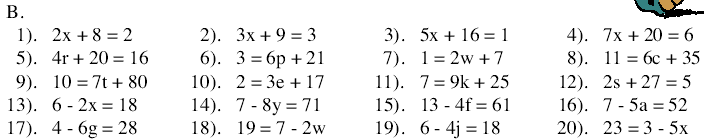 B.
1). 2x + 8 = 2 2). 3x + 9 = 3 3). 5x + 16 = 1 4). 7x + 20 = 6
5). 4r + 20 = 16 6). 3 = 6p + 21 7). 1 = 2w + 7 8). 11 = 6c + 35
9). 10 = 7t + 80 10). 2 = 3e + 17 11). 7 = 9k + 25 12). 2s + 27 = 5
13). 6 - 2x = 18 14). 7 - 8y = 71 15). 13 - 4f = 61 16). 7 - 5a = 52
17). 4 - 6g = 28 18). 19 = 7 - 2w 19). 6 - 4j = 18 20). 23 = 3 - 5x